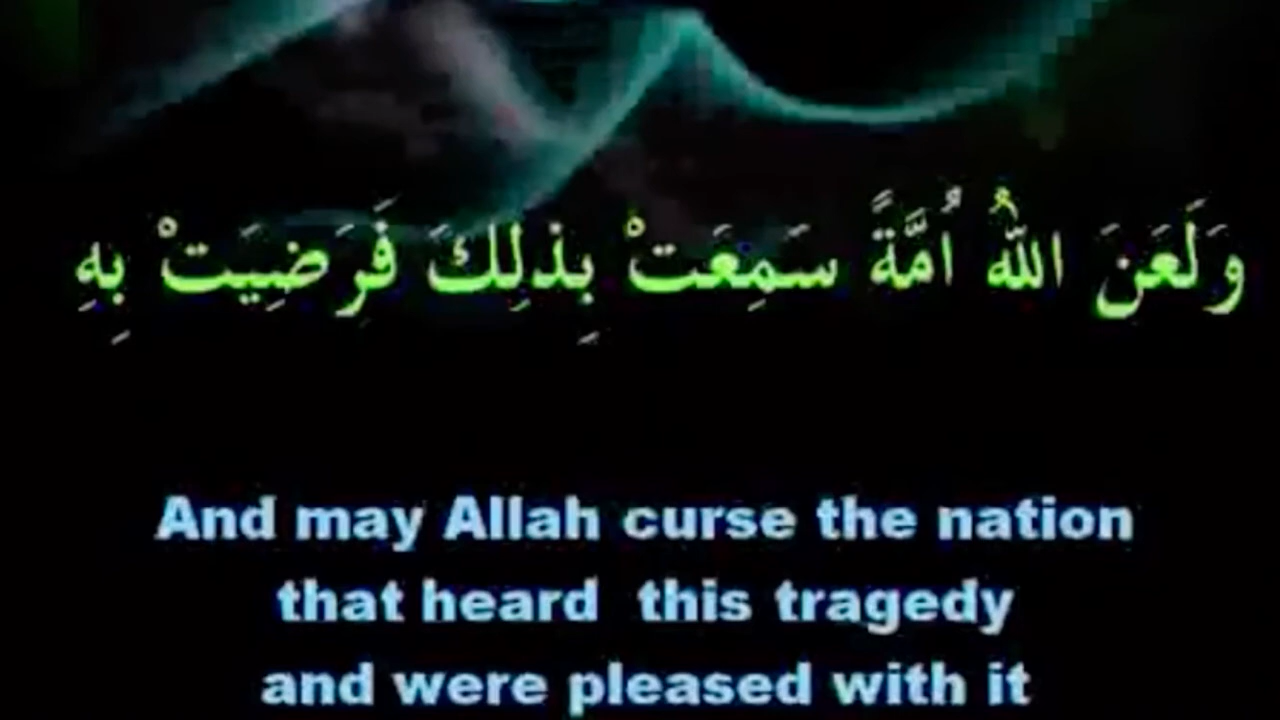 وَلَعَنَ اللهُ اُمَّةً سَمِعَتْ بِذلِكَ فَرَضِيَتْ بِهِ
And may Allah curse the nation
that heard this tragedy
and were pleased with it